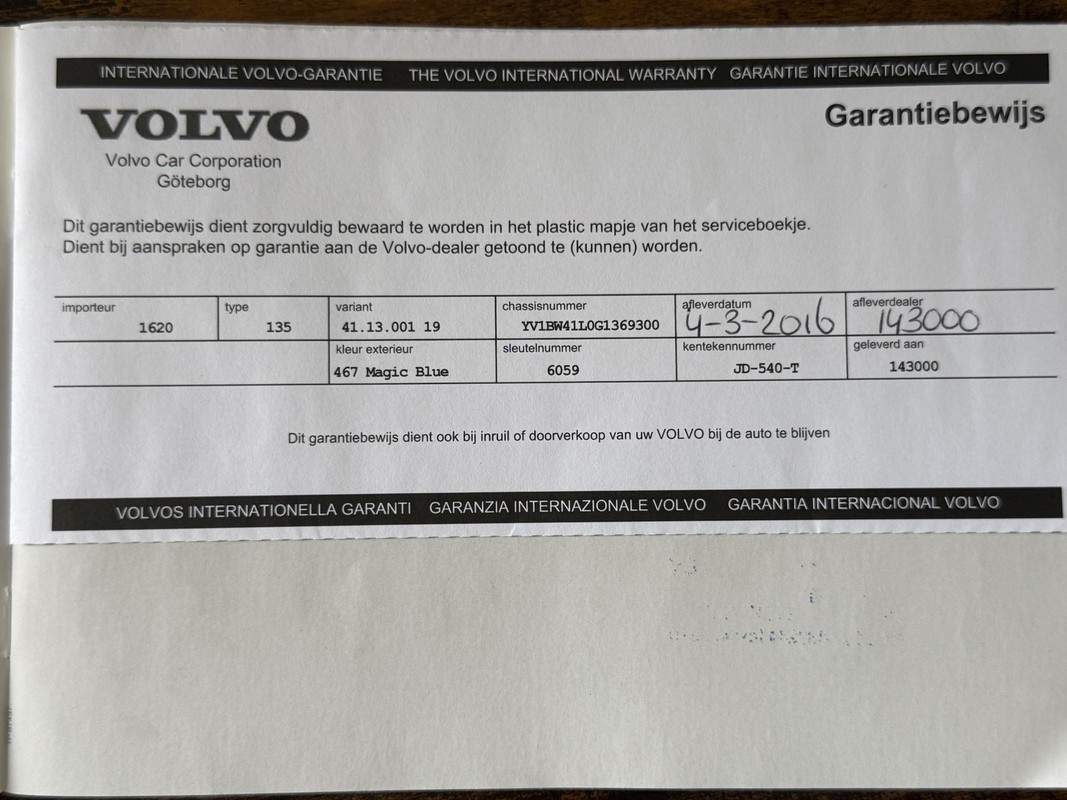 INTERNATIONALE VOLVO-GARANTIE THE VOLVO INTERNATIONAL WARRANTY GARANTIE INTERNATIONALE VOLVO
VOLVO
Garantiebewijs
Volvo Car Corporation
Göteborg
Dit garantiebewijs dient zorgvuldig bewaard te worden in het plastic mapje van het serviceboekje.
Dient bij aanspraken op garantie aan de Volvo-dealer getoond te (kunnen) worden.
importeur type variant chassisnummer afleverdatum afleverdealer
1620 135 41.13.001 19 YV1BW41L0G1369300 4-3-2016 143000
kleur exterieur sleutelnummer kentekennummer geleverd aan
467 Magic Blue 6059 JD-540-T 143000
Dit garantiebewijs dient ook bij inruil of doorverkoop van uw VOLVO bij de auto te blijven
VOLVOS INTERNATIONELLA GARANTI GARANZIA INTERNAZIONALE VOLVO GARANTIA INTERNACIONAL VOLVO